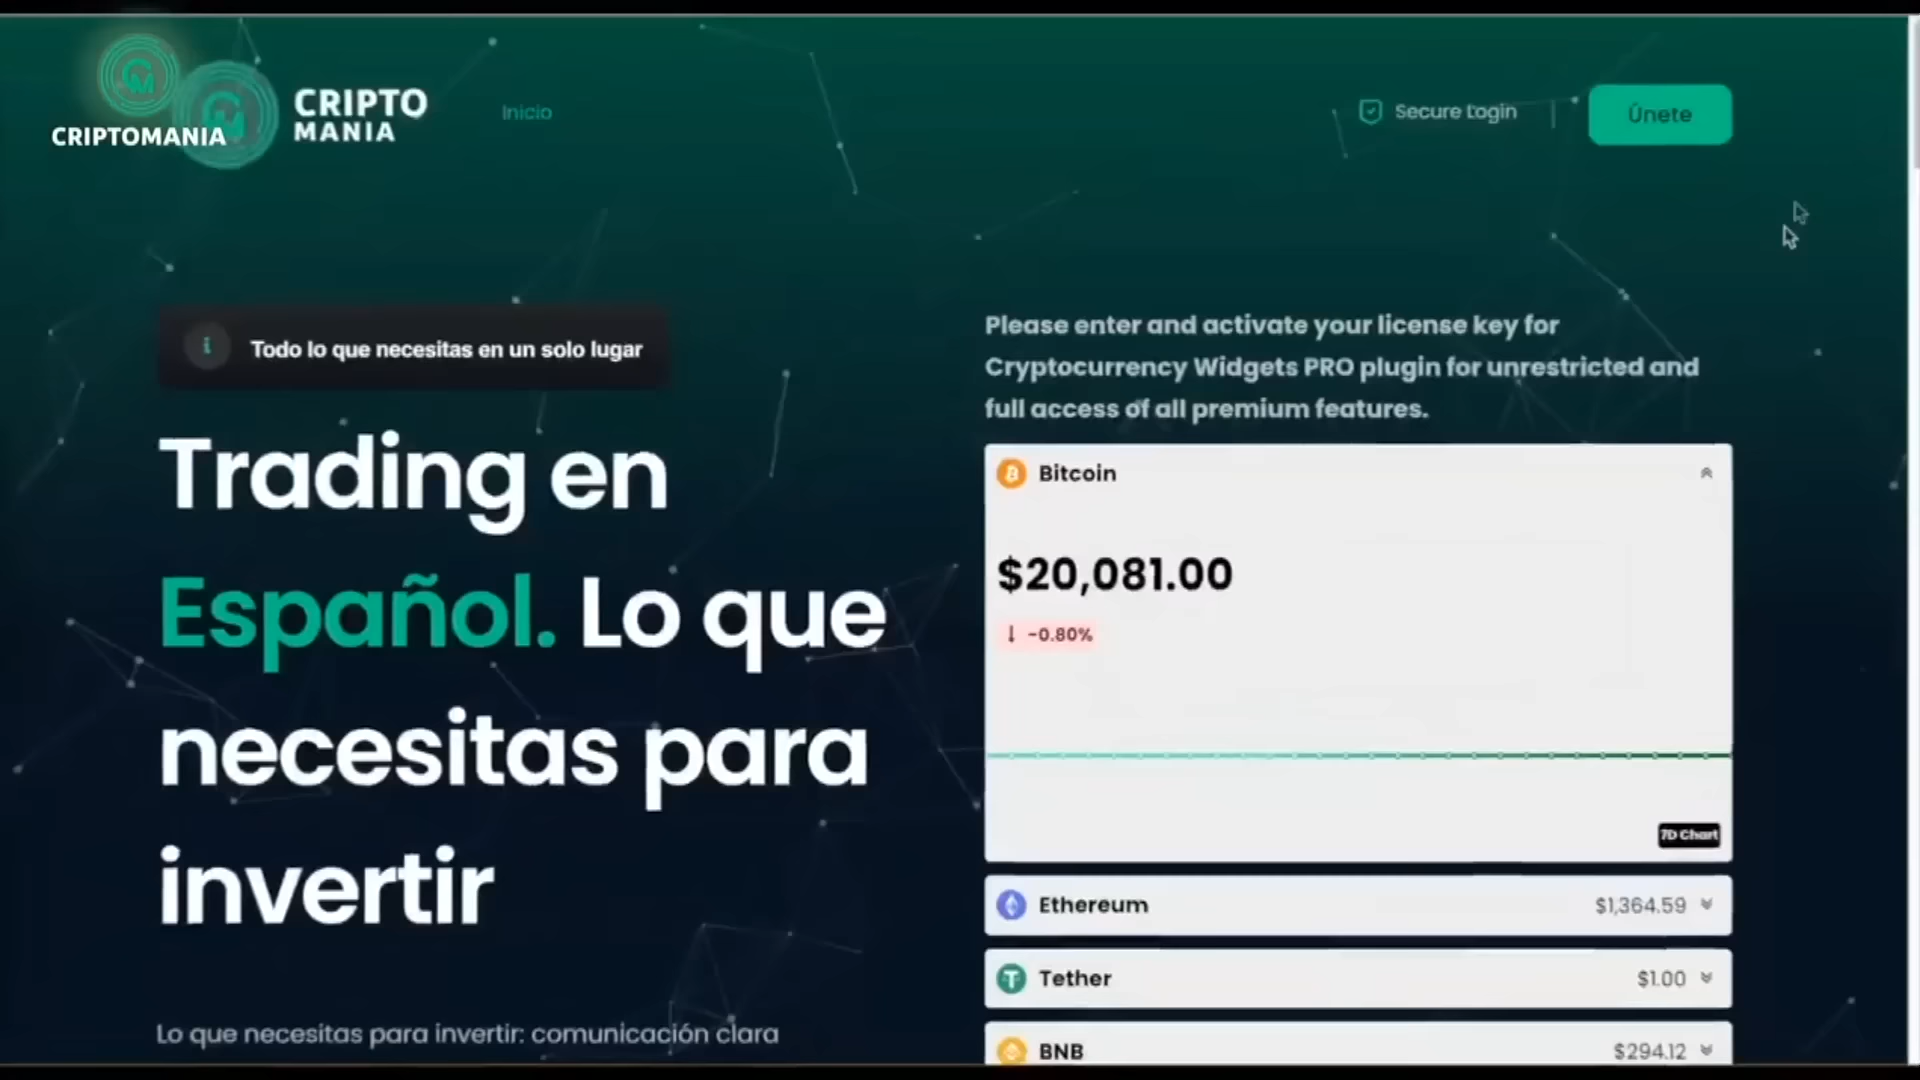 CRIPTOMANIA
CRIPTO
MANIA
Inicio
Secure Login
Únete
Todo lo que necesitas en un solo lugar
Trading en
Español. Lo que
necesitas para
invertir
Lo que necesitas para invertir: comunicación clara
Please enter and activate your license key for
Cryptocurrency Widgets PRO plugin for unrestricted and
full access of all premium features.
Bitcoin
$20,081.00
↓ -0.80%
7D Chart
Ethereum $1,364.59
Tether $1.00
BNB $294.12